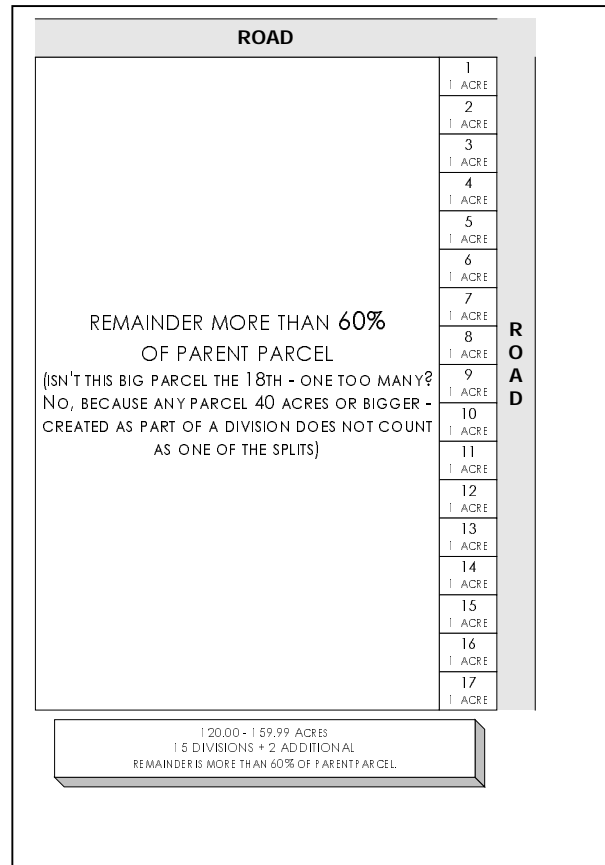 ROAD
1
1 ACRE
2
1 ACRE
3
1 ACRE
4
1 ACRE
5
1 ACRE
6
1 ACRE
7
1 ACRE
8
1 ACRE
9
1 ACRE
10
1 ACRE
11
1 ACRE
12
1 ACRE
13
1 ACRE
14
1 ACRE
15
1 ACRE
16
1 ACRE
17
1 ACRE
REMAINDER MORE THAN 60%
OF PARENT PARCEL
(ISN'T THIS BIG PARCEL THE 18TH - ONE TOO MANY?
NO, BECAUSE ANY PARCEL 40 ACRES OR BIGGER -
CREATED AS PART OF A DIVISION DOES NOT COUNT
AS ONE OF THE SPLITS)
ROAD
120.00 - 159.99 ACRES
15 DIVISIONS + 2 ADDITIONAL
REMAINDER IS MORE THAN 60% OF PARENT PARCEL.